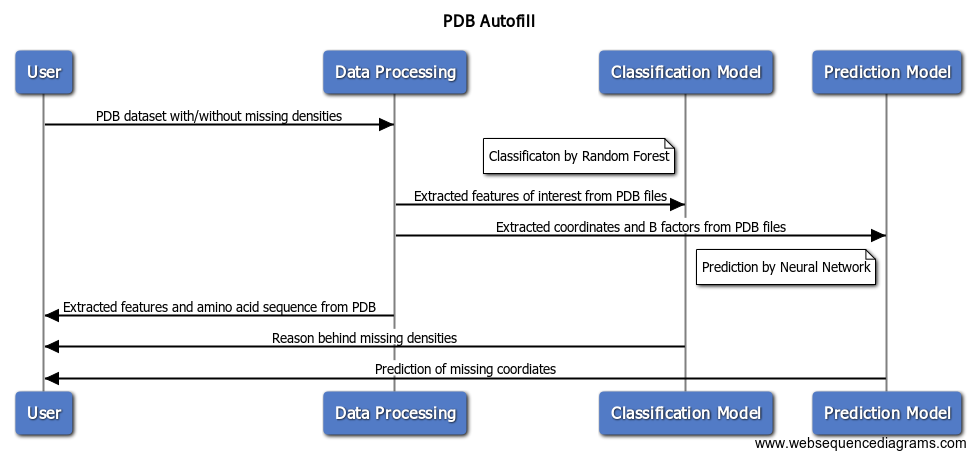 PDB Autofill
User
Data Processing
Classification Model
Prediction Model
PDB dataset with/without missing densities
Classificaton by Random Forest
Extracted features of interest from PDB files
Extracted coordinates and B factors from PDB files
Prediction by Neural Network
Extracted features and amino acid sequence from PDB
Reason behind missing densities
Prediction of missing coordiates
User
Data Processing
Classification Model
Prediction Model
www.websequencediagrams.com